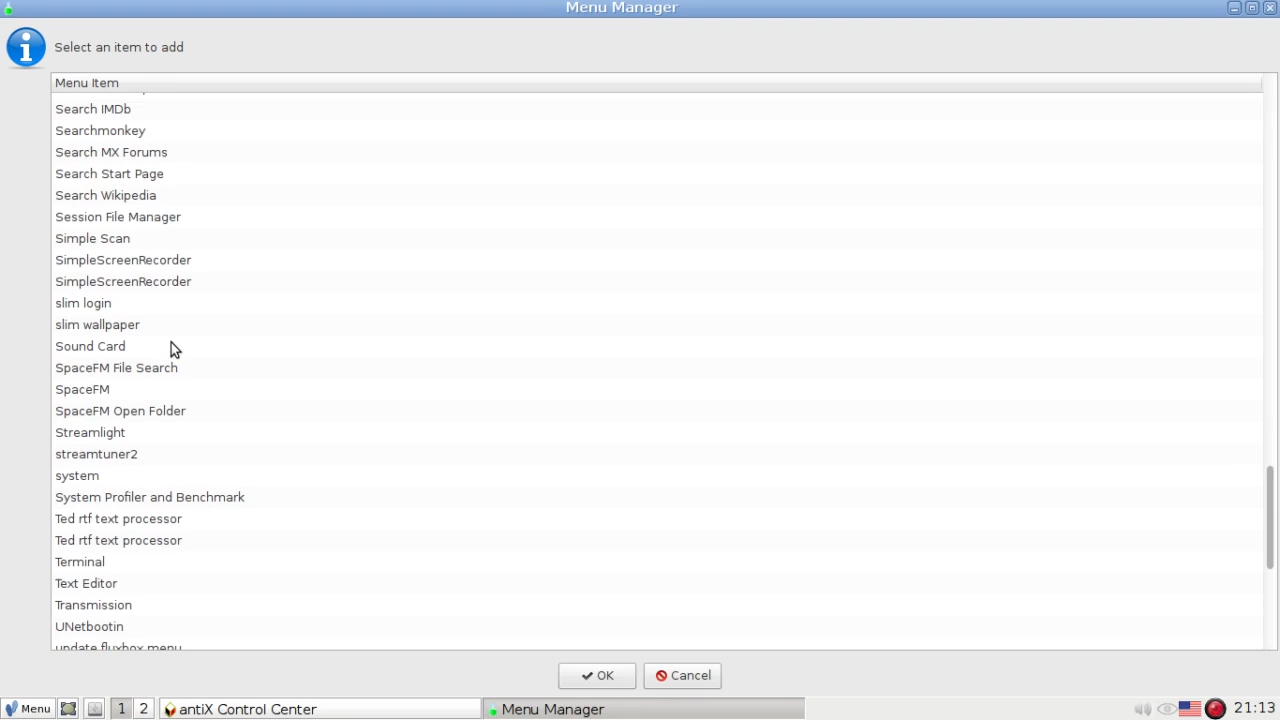 Menu Manager
Select an item to add
Menu Item
Search IMDb
Searchmonkey
Search MX Forums
Search Start Page
Search Wikipedia
Session File Manager
Simple Scan
SimpleScreenRecorder
SimpleScreenRecorder
slim login
slim wallpaper
Sound Card
SpaceFM File Search
SpaceFM
SpaceFM Open Folder
Streamlight
streamtuner2
system
System Profiler and Benchmark
Ted rtf text processor
Ted rtf text processor
Terminal
Text Editor
Transmission
UNetbootin
update fluxbox menu
OK Cancel
Menu 1 2 antiX Control Center Menu Manager 21:13